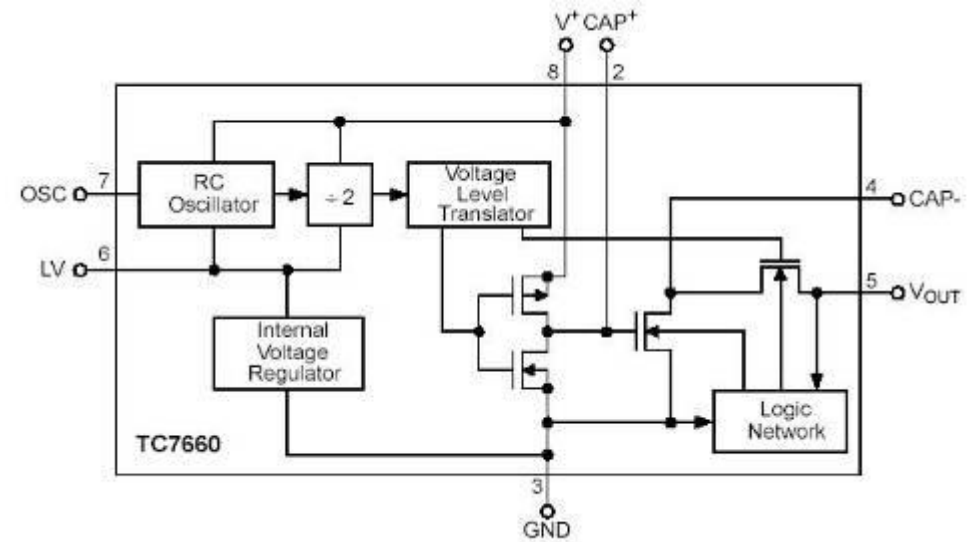 V+ CAP+
8 2
RC
Oscillator
÷2
Voltage
Level
Translator
OSC 7
4 CAP-
LV 6
5 VOUT
Internal
Voltage
Regulator
Logic
Network
TC7660
3
GND